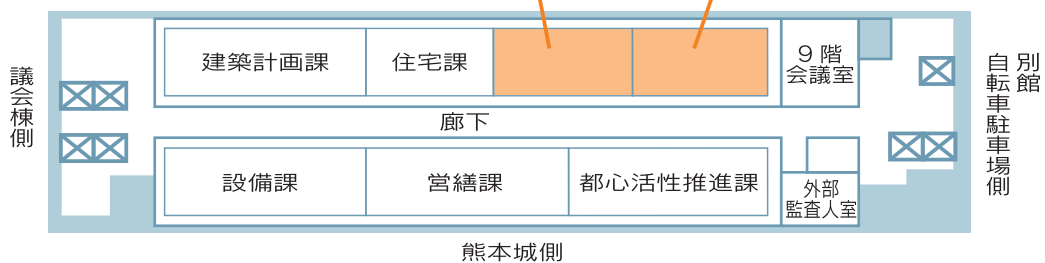 建築計画課
住宅課
9階
会議室
議会棟側
別館
自転車駐車場側
廊下
設備課
営繕課
都心活性推進課
外部
監査人室
熊本城側